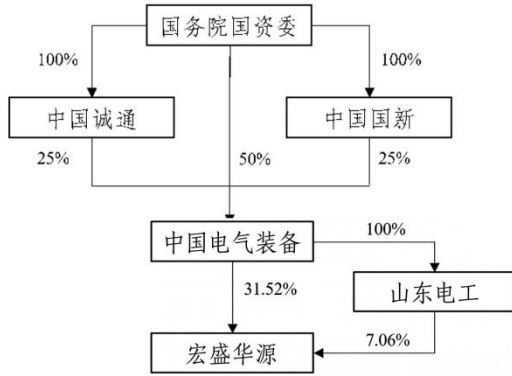 国务院国资委
100%
100%
中国诚通
中国国新
25%
50%
25%
中国电气装备
100%
31.52%
山东电工
7.06%
宏盛华源